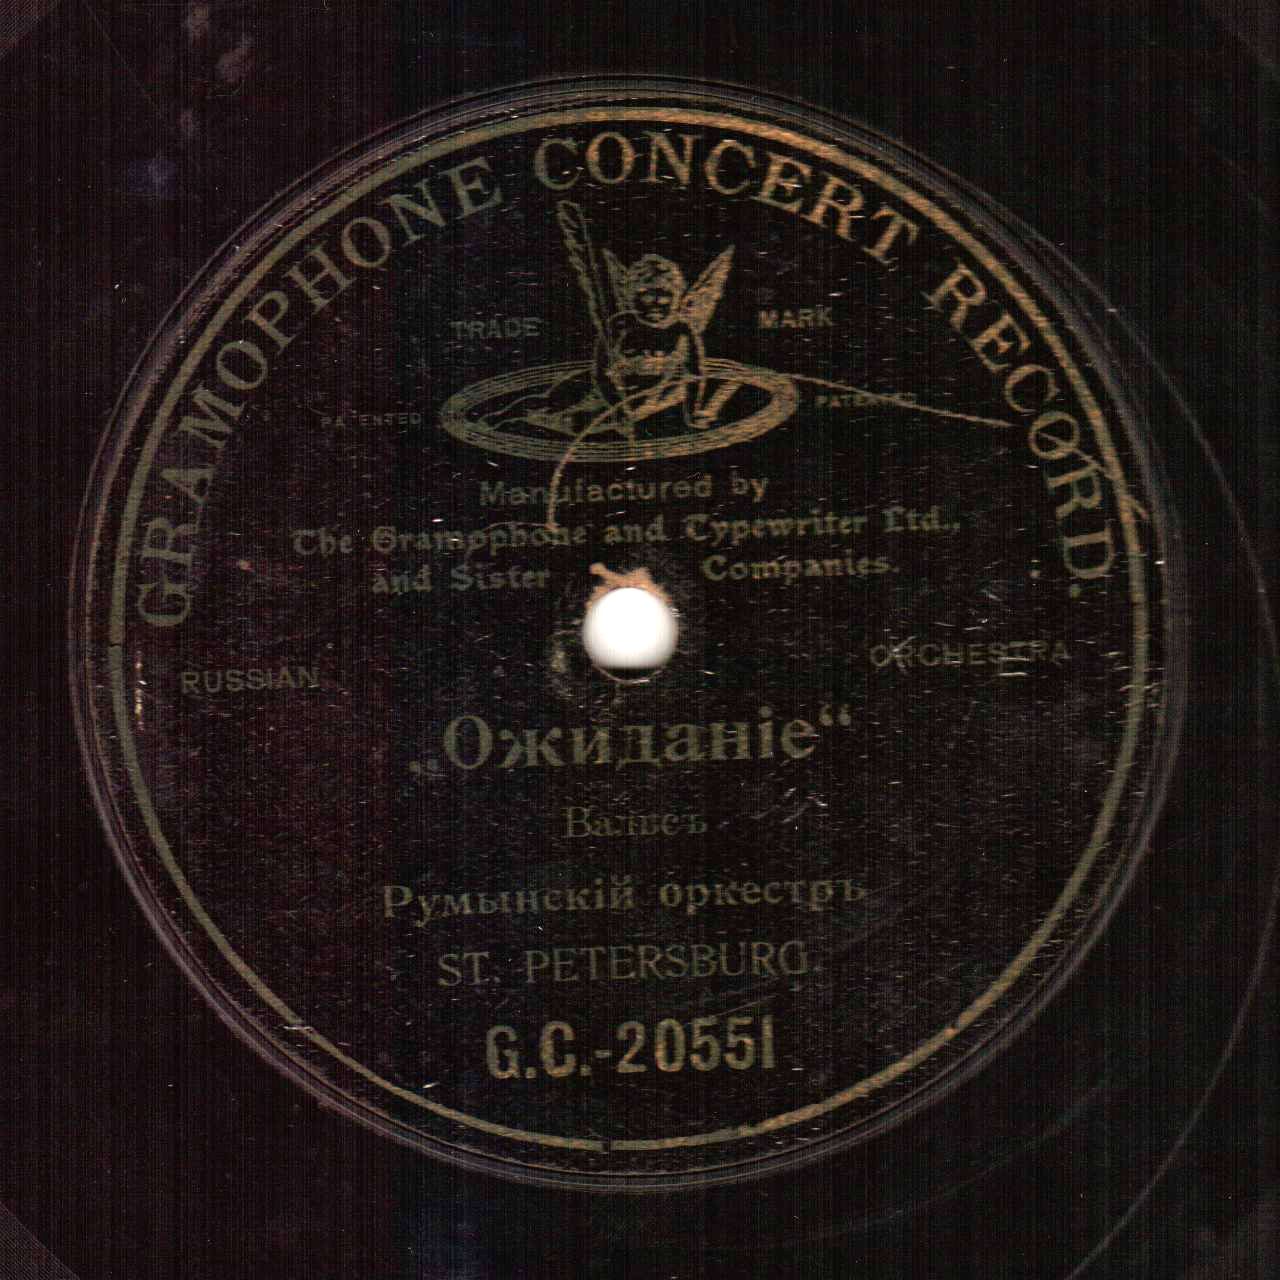 GRAMOPHONE CONCERT RECORD.
TRADE MARK
PATENTED PATENTED
Manufactured by
The Gramophone and Typewriter Ltd.,
and Sister Companies.
RUSSIAN ORCHESTRA
„Ожиданіе“
Вальсъ
Румынскій оркестръ
ST. PETERSBURG.
G.C.-20551